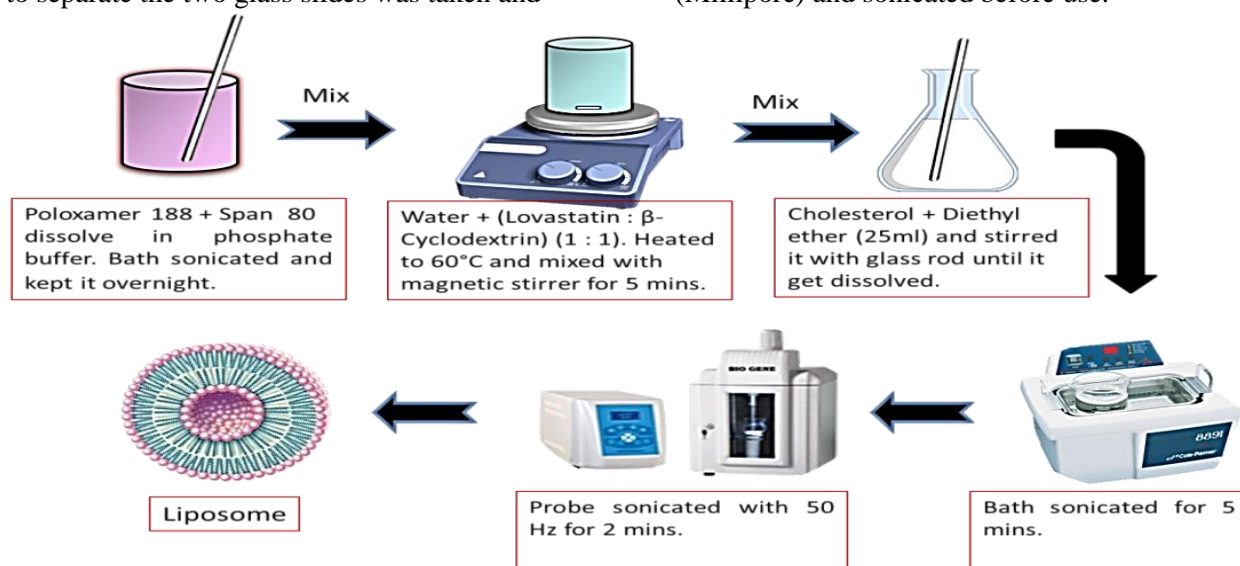 to separate the two glass slides was taken and
(Millipore) and sonicated before use.
Mix
Mix
Poloxamer 188 + Span 80
dissolve in phosphate
buffer. Bath sonicated and
kept it overnight.
Water + (Lovastatin : β-
Cyclodextrin) (1 : 1). Heated
to 60°C and mixed with
magnetic stirrer for 5 mins.
Cholesterol + Diethyl
ether (25ml) and stirred
it with glass rod until it
get dissolved.
Liposome
BIO GENE
Probe sonicated with 50
Hz for 2 mins.
8891
Cole-Parmer
Bath sonicated for 5
mins.